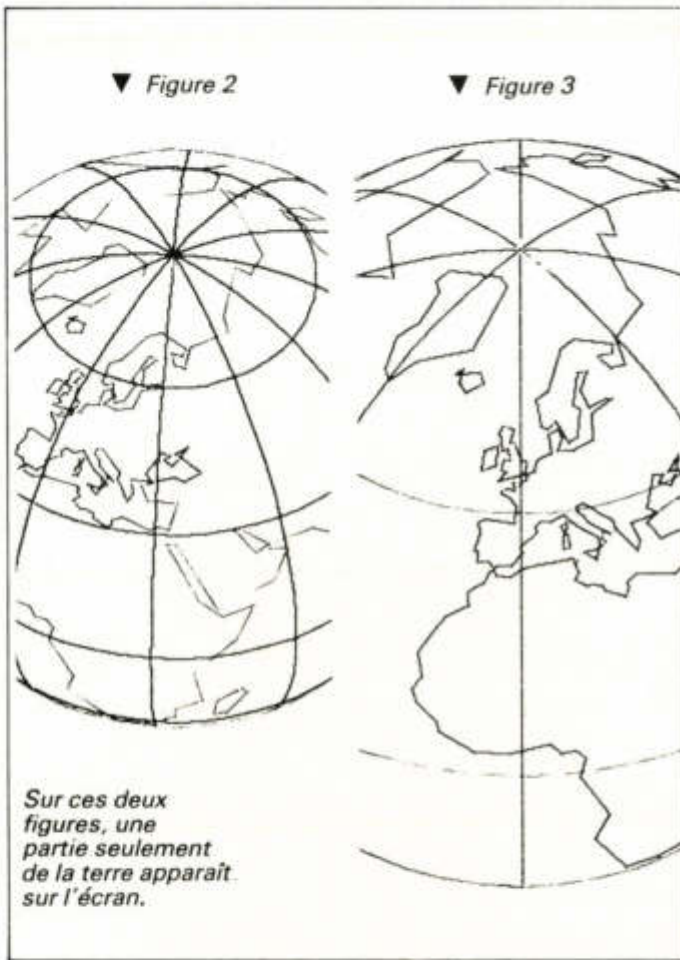 ▼ Figure 2
▼ Figure 3
Sur ces deux
figures, une
partie seulement
de la terre apparaît
sur l'écran.